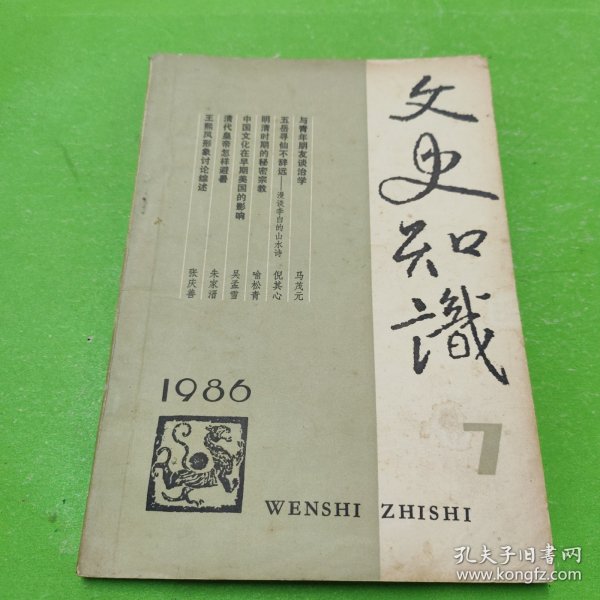 文史知識
与青年朋友谈治学 马茂元
五岳寻仙不辞远——漫谈李白的山水诗 倪其心
明清时期的秘密宗教 喻松青
中国文化在早期美国的影响 吴孟雪
清代皇帝怎样避暑 朱家溍
王熙凤形象讨论综述 张庆善
1986
7
WENSHI ZHISHI
孔夫子旧書网
www.kongfz.com